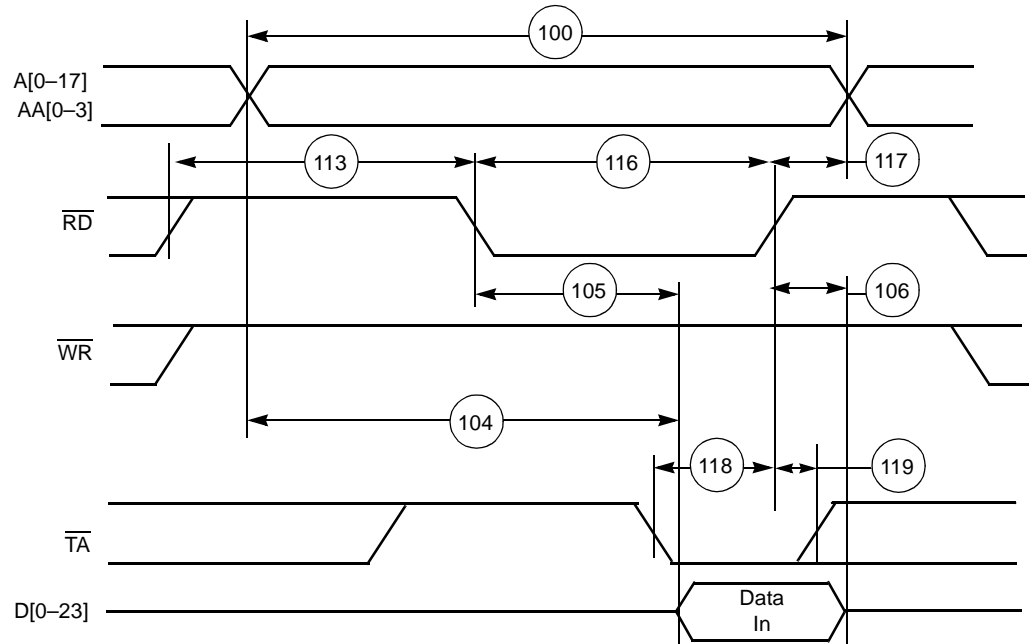 100
A[0–17]
AA[0–3]
113
116
117
RD
105
106
WR
104
118
119
TA
D[0–23]
Data
In